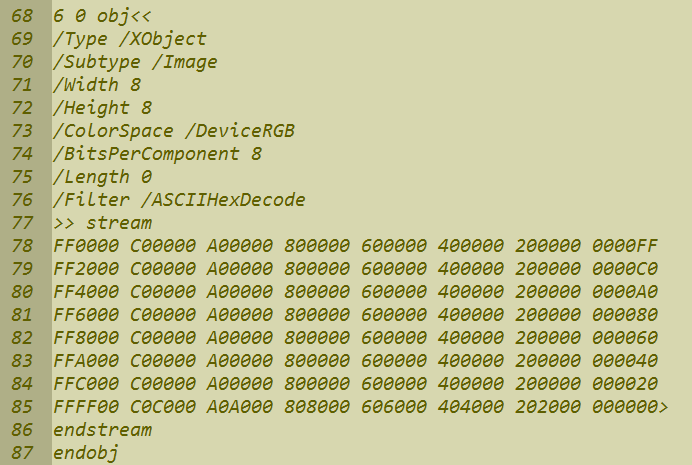 68 6 0 obj<<
69 /Type /XObject
70 /Subtype /Image
71 /Width 8
72 /Height 8
73 /ColorSpace /DeviceRGB
74 /BitsPerComponent 8
75 /Length 0
76 /Filter /ASCIIHexDecode
77 >> stream
78 FF0000 C00000 A00000 800000 600000 400000 200000 0000FF
79 FF2000 C00000 A00000 800000 600000 400000 200000 0000C0
80 FF4000 C00000 A00000 800000 600000 400000 200000 0000A0
81 FF6000 C00000 A00000 800000 600000 400000 200000 000080
82 FF8000 C00000 A00000 800000 600000 400000 200000 000060
83 FFA000 C00000 A00000 800000 600000 400000 200000 000040
84 FFC000 C00000 A00000 800000 600000 400000 200000 000020
85 FFFF00 C0C000 A0A000 808000 606000 404000 202000 000000>
86 endstream
87 endobj